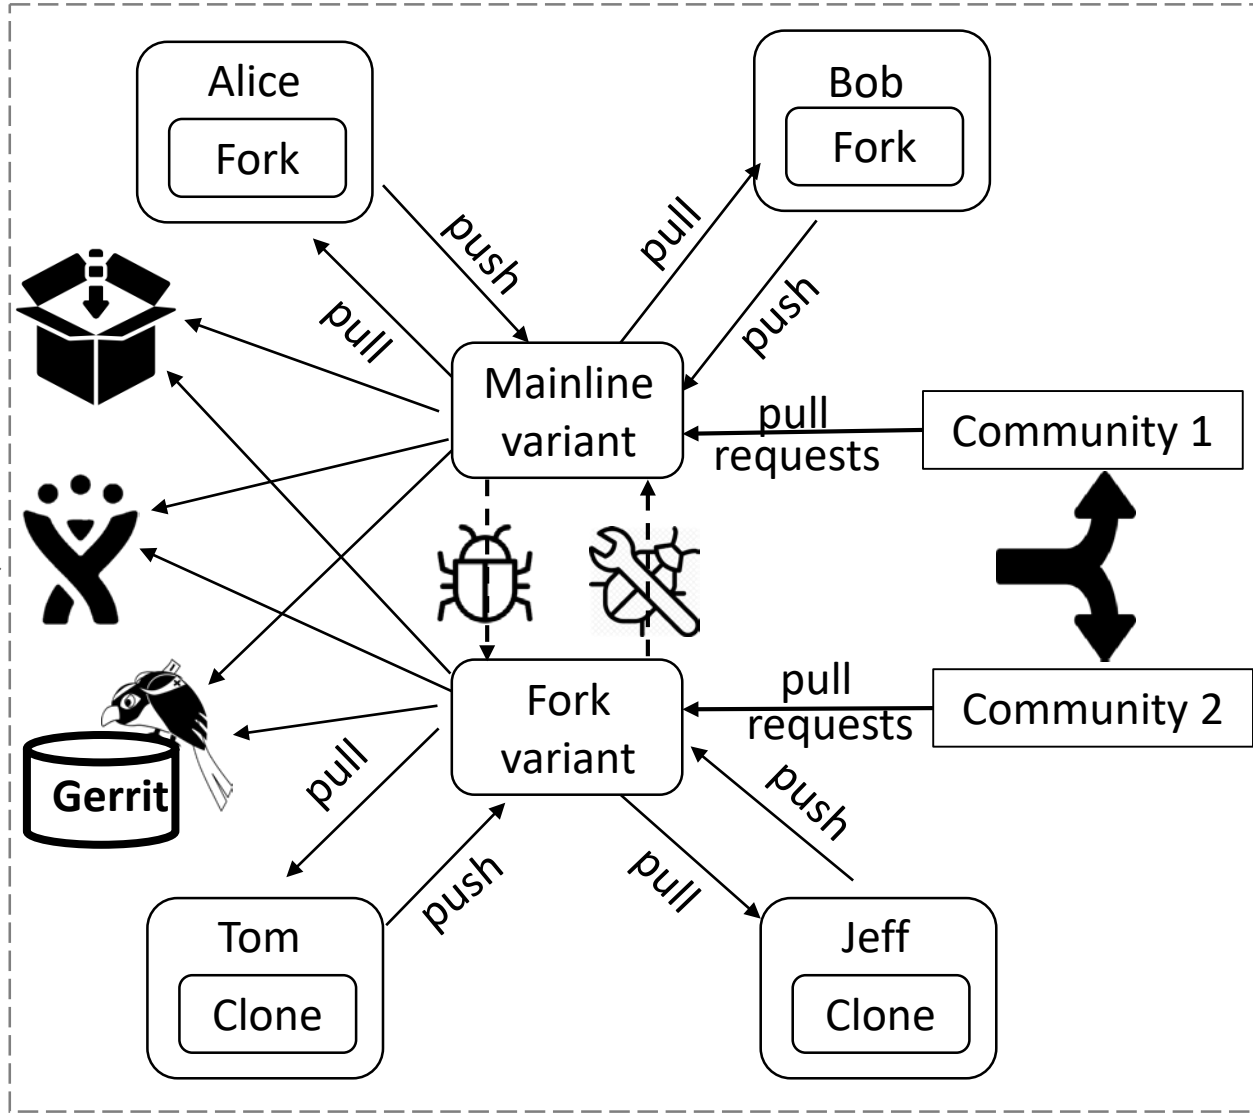 Alice
Fork
Bob
Fork
push
pull
pull
push
Mainline
variant
pull
requests
Community 1
Fork
variant
pull
requests
Community 2
Gerrit
pull
push
push
pull
Tom
Clone
Jeff
Clone